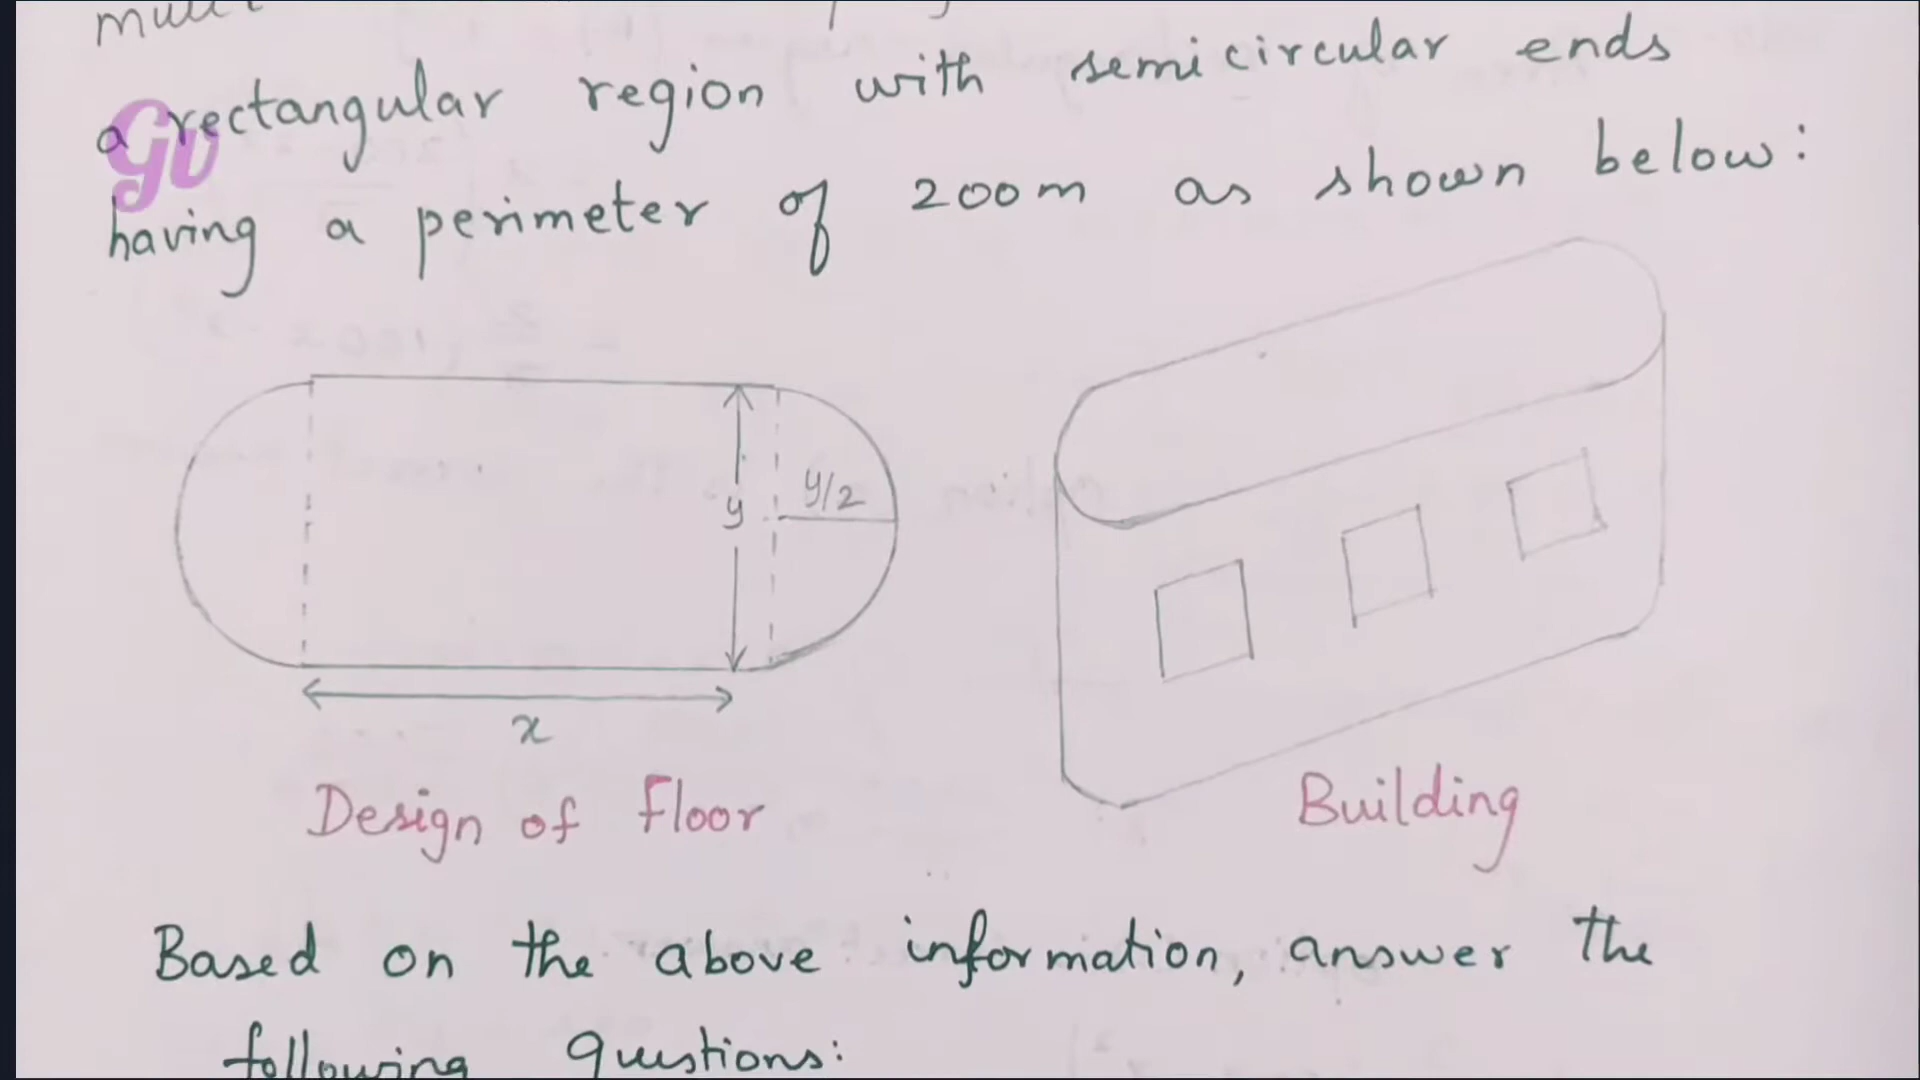 a rectangular region with semicircular ends
GV
having a perimeter of 200m as shown below:
y/2
y
x
Design of Floor
Building
Based on the above information, answer the
following questions: